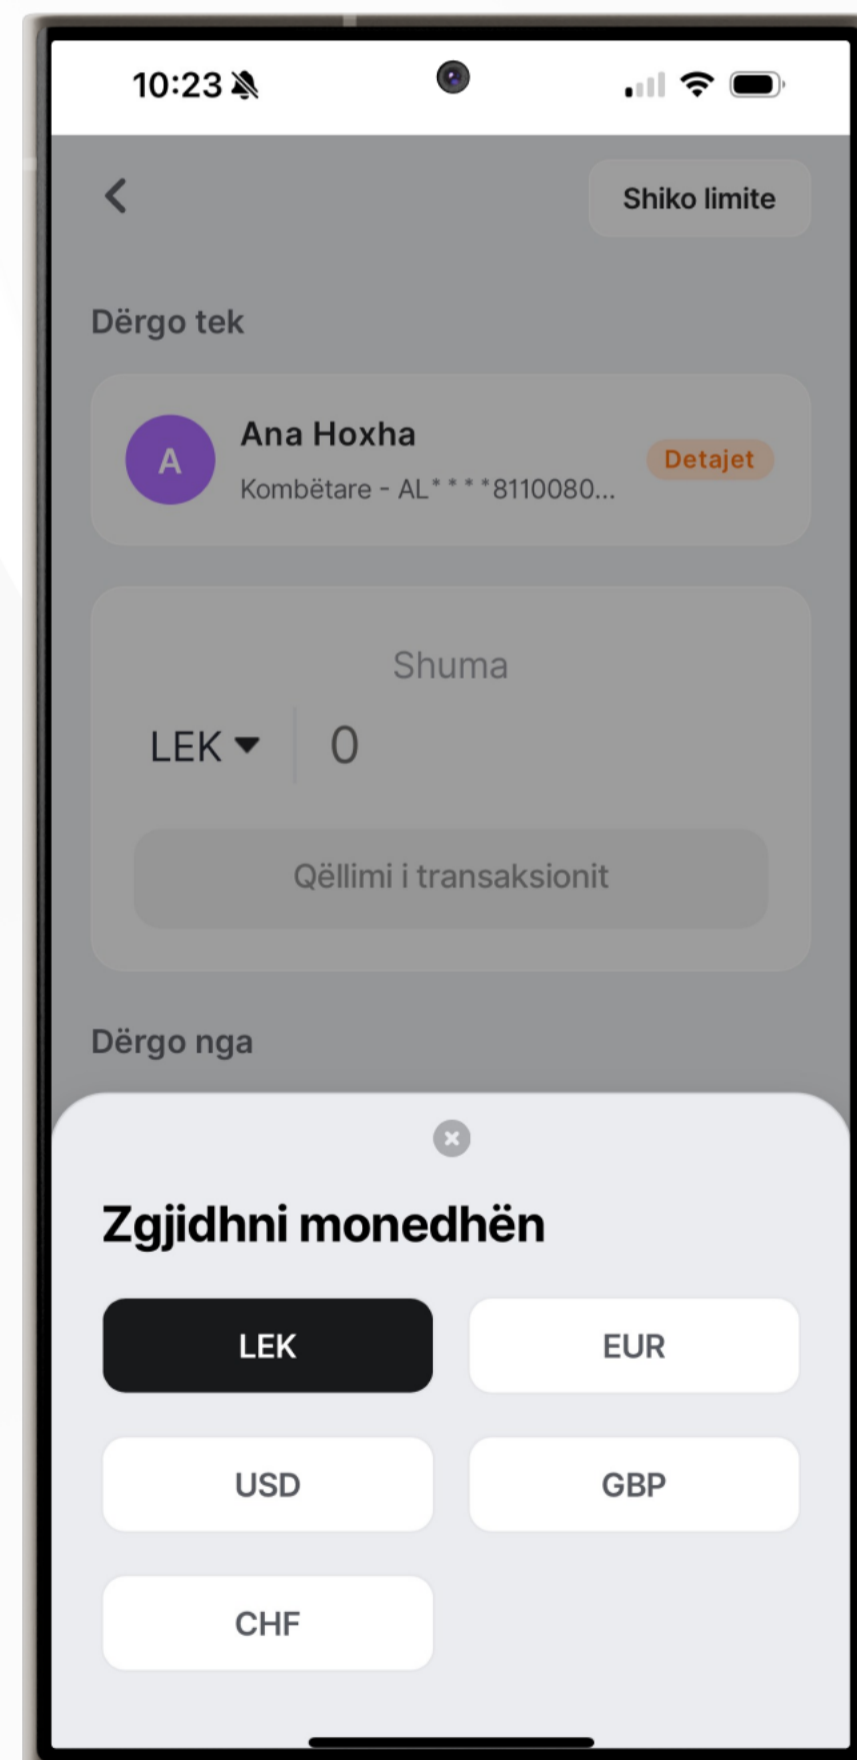 10:23
Shiko limite
Dërgo tek
A
Ana Hoxha
Kombëtare - AL****8110080...
Detajet
Shuma
LEK
0
Qëllimi i transaksionit
Dërgo nga
Zgjidhni monedhën
LEK
EUR
USD
GBP
CHF